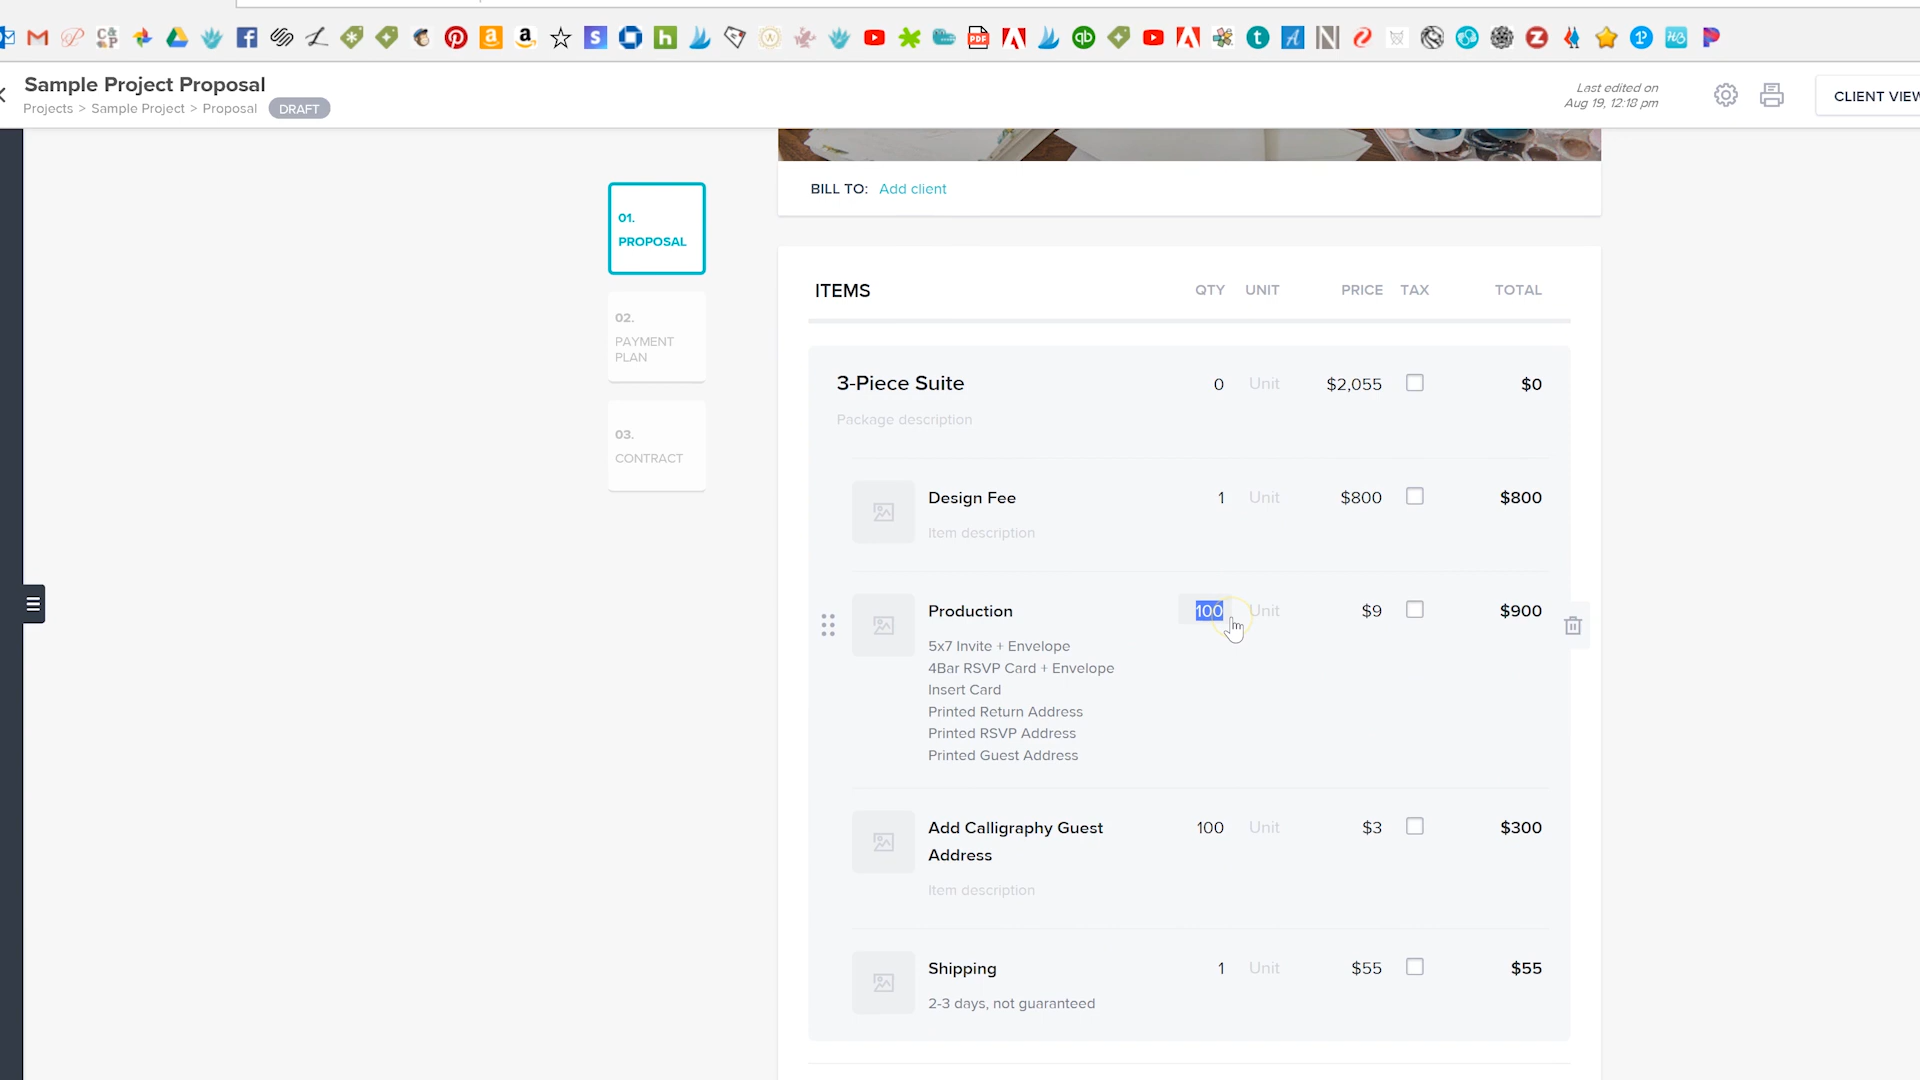 Sample Project Proposal
Projects > Sample Project > Proposal DRAFT
Last edited on
Aug 19, 12:18 pm
CLIENT VIEW
BILL TO: Add client
01.
PROPOSAL
02.
PAYMENT
PLAN
03.
CONTRACT
ITEMS QTY UNIT PRICE TAX TOTAL
3-Piece Suite 0 Unit $2,055 $0
Package description
Design Fee 1 Unit $800 $800
Item description
Production 100 Unit $9 $900
5x7 Invite + Envelope
4Bar RSVP Card + Envelope
Insert Card
Printed Return Address
Printed RSVP Address
Printed Guest Address
Add Calligraphy Guest 100 Unit $3 $300
Address
Item description
Shipping 1 Unit $55 $55
2-3 days, not guaranteed